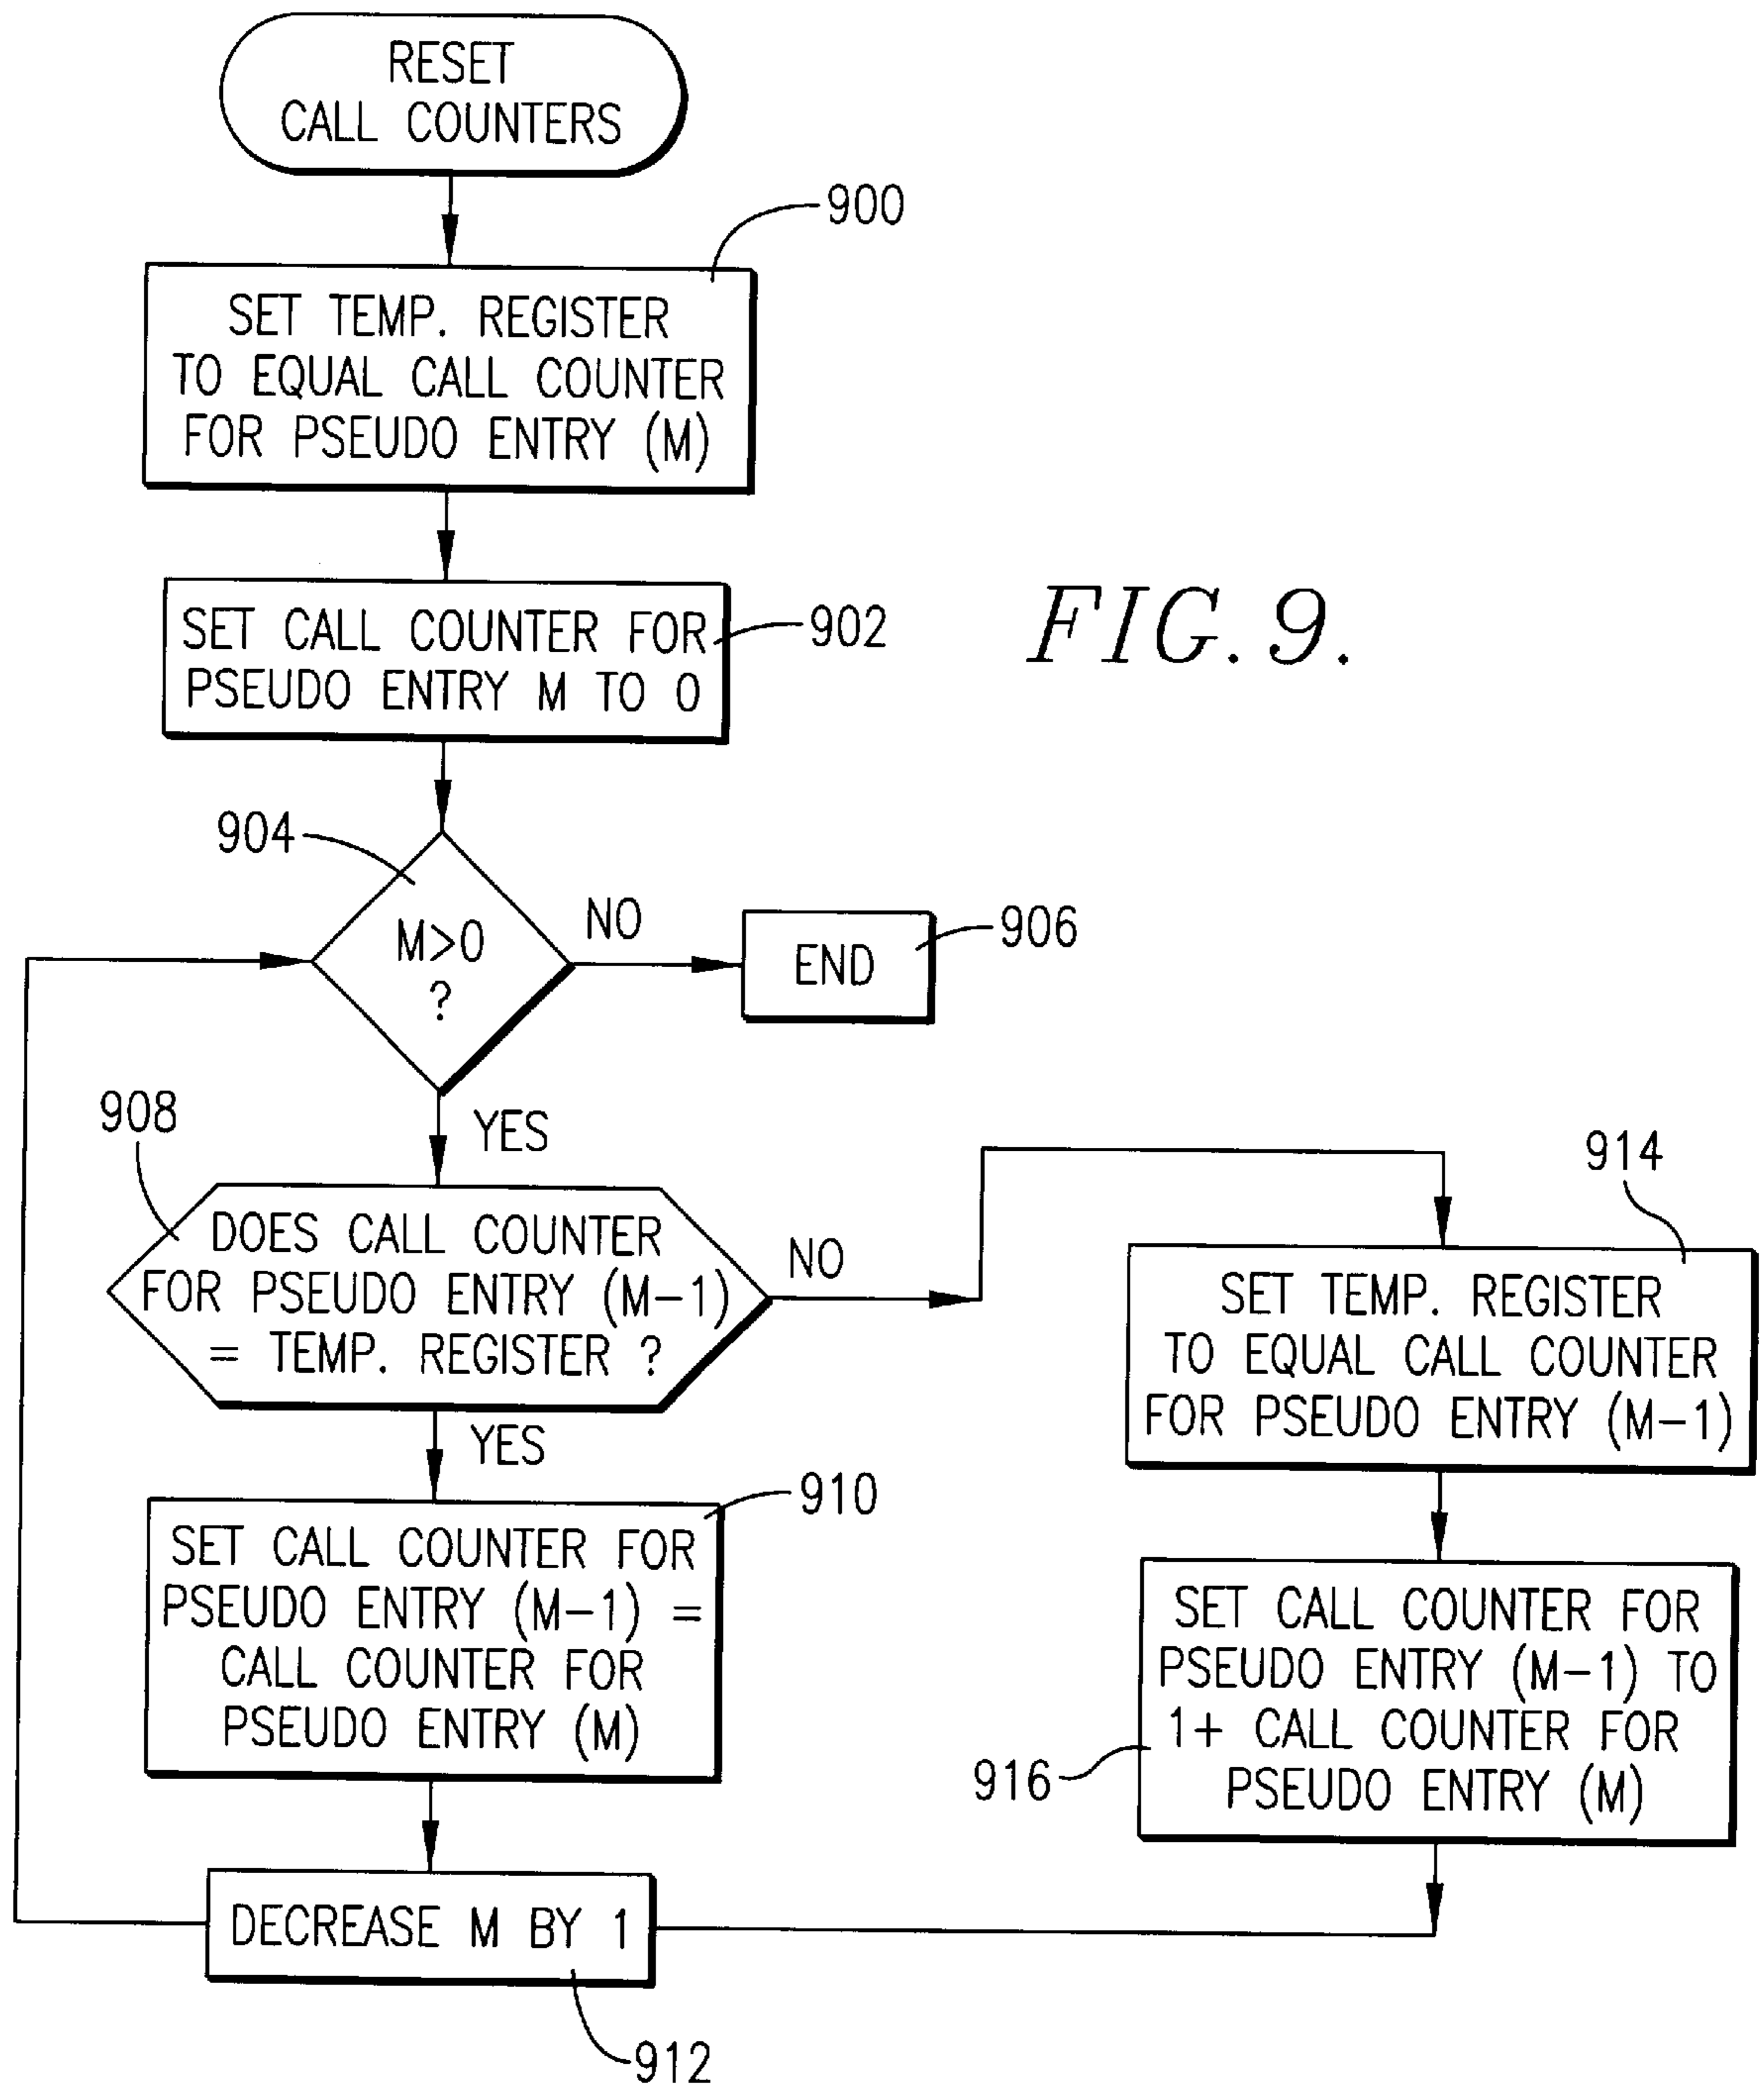 RESET
CALL COUNTERS
900
SET TEMP. REGISTER
TO EQUAL CALL COUNTER
FOR PSEUDO ENTRY (M)
902
SET CALL COUNTER FOR
PSEUDO ENTRY M TO 0
FIG. 9.
904
M>0
?
NO
END
906
YES
908
DOES CALL COUNTER
FOR PSEUDO ENTRY (M-1)
= TEMP. REGISTER ?
NO
914
SET TEMP. REGISTER
TO EQUAL CALL COUNTER
FOR PSEUDO ENTRY (M-1)
YES
910
SET CALL COUNTER FOR
PSEUDO ENTRY (M-1) =
CALL COUNTER FOR
PSEUDO ENTRY (M)
SET CALL COUNTER FOR
PSEUDO ENTRY (M-1) TO
1+ CALL COUNTER FOR
PSEUDO ENTRY (M)
916
DECREASE M BY 1
912